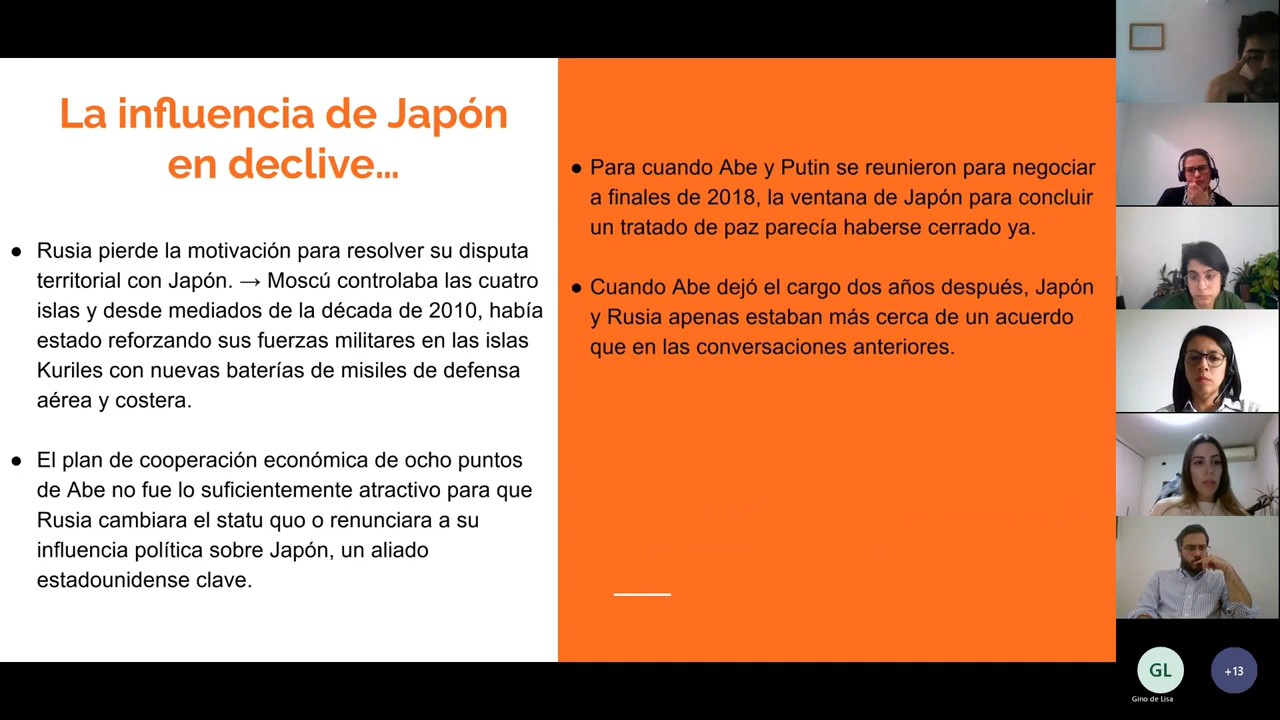 La influencia de Japón
en declive...
● Rusia pierde la motivación para resolver su disputa
territorial con Japón. → Moscú controlaba las cuatro
islas y desde mediados de la década de 2010, había
estado reforzando sus fuerzas militares en las islas
Kuriles con nuevas baterías de misiles de defensa
aérea y costera.
● El plan de cooperación económica de ocho puntos
de Abe no fue lo suficientemente atractivo para que
Rusia cambiara el statu quo o renunciara a su
influencia política sobre Japón, un aliado
estadounidense clave.
● Para cuando Abe y Putin se reunieron para negociar
a finales de 2018, la ventana de Japón para concluir
un tratado de paz parecía haberse cerrado ya.
● Cuando Abe dejó el cargo dos años después, Japón
y Rusia apenas estaban más cerca de un acuerdo
que en las conversaciones anteriores.
GL
Gino de Lisa
+13